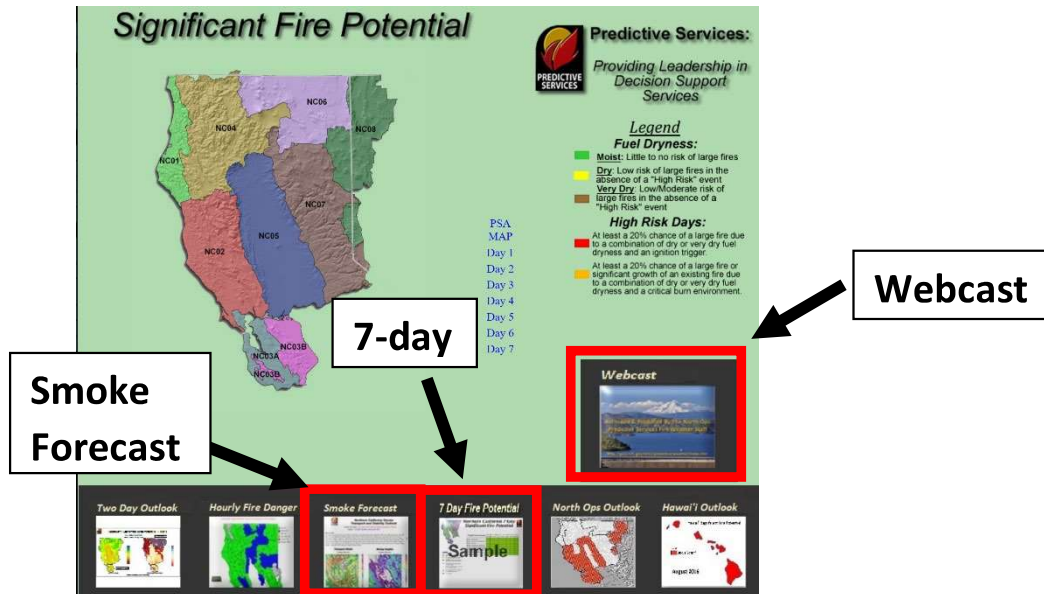 Significant Fire Potential
PREDICTIVE
SERVICES
Predictive Services:
Providing Leadership in
Decision Support
Services
Legend
Fuel Dryness:
Moist: Little to no risk of large fires
Dry: Low risk of large fires in the
absence of a "High Risk" event
Very Dry: Low/Moderate risk of
large fires in the absence of a
"High Risk" event
High Risk Days:
At least a 20% chance of a large fire due
to a combination of dry or very dry fuel
dryness and an ignition trigger.
At least a 20% chance of a large fire or
significant growth of an existing fire due
to a combination of dry or very dry fuel
dryness and a critical burn environment.
NC06
NC08
NC04
NC01
NC07
NC02
NC05
NC03B
NC03A
NC03B
PSA
MAP
Day 1
Day 2
Day 3
Day 4
Day 5
Day 6
Day 7
Webcast
7-day
Smoke
Forecast
Webcast
Two Day Outlook
Hourly Fire Danger
Smoke Forecast
7 Day Fire Potential
Sample
North Ops Outlook
Hawai'i Outlook
August 2016